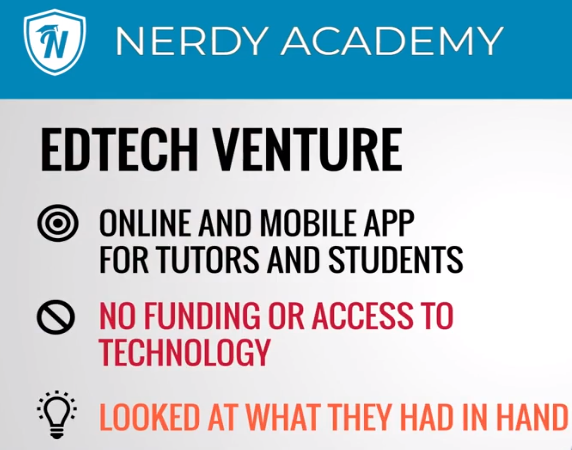 N
NERDY ACADEMY
EDTECH VENTURE
ONLINE AND MOBILE APP
FOR TUTORS AND STUDENTS
NO FUNDING OR ACCESS TO
TECHNOLOGY
LOOKED AT WHAT THEY HAD IN HAND